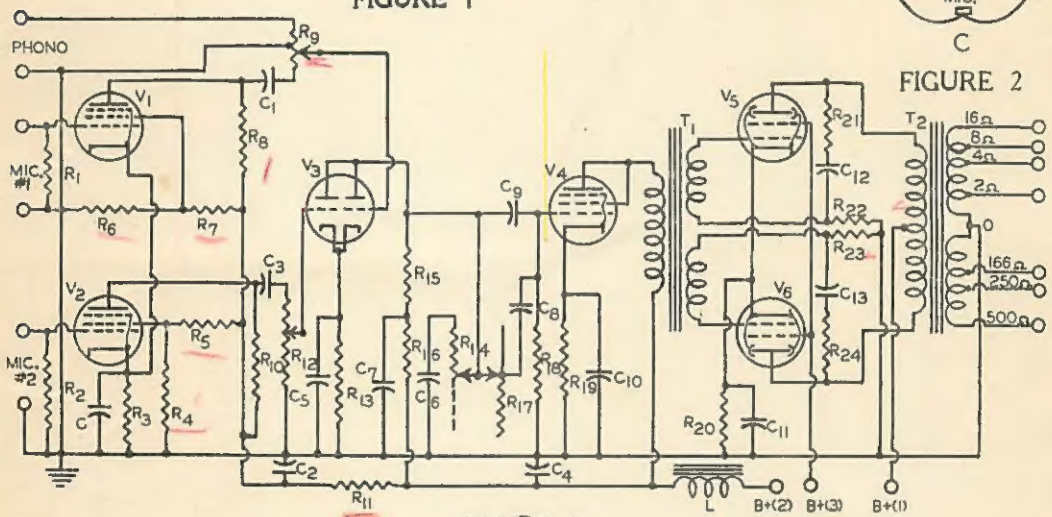 FIGURE 1
MIC.
C
FIGURE 2
PHONO
MIC. #1
MIC. #2
R1
R6
R7
V1
C1
R9
R8
V2
R2
C
R3
R4
R5
C3
R10
R12
C2
R11
V3
C5
R13
C7
R15
R16
C6
R14
R17
C9
C8
V4
R18
R19
C10
C4
T1
V5
V6
R20
C11
L
R21
C12
R22
R23
C13
R24
T2
16Ω
8Ω
4Ω
2Ω
0
166Ω
250Ω
500Ω
B+(2)
B+(3)
B+(1)